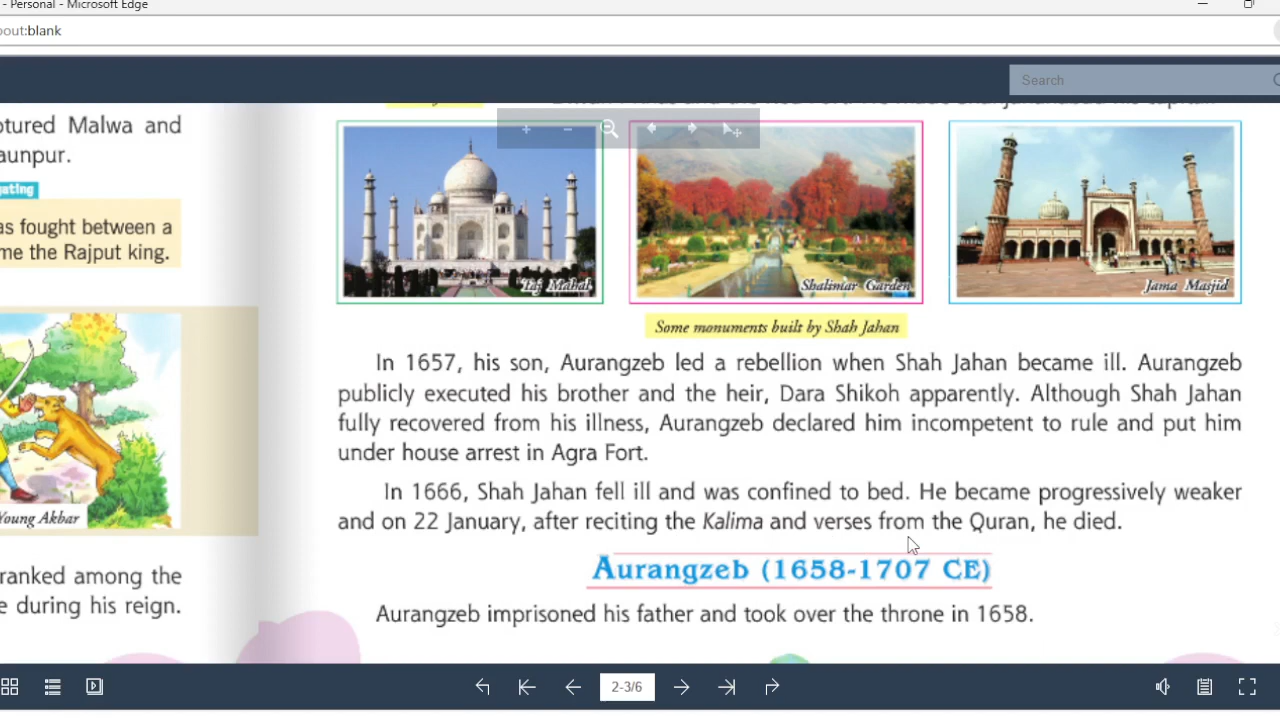 - Personal - Microsoft Edge
out:blank
Search
ptured Malwa and
aunpur.
gating
as fought between a
me the Rajput king.
Young Akbar
ranked among the
e during his reign.
Taj Mahal
Shalimar Garden
Jama Masjid
Some monuments built by Shah Jahan
In 1657, his son, Aurangzeb led a rebellion when Shah Jahan became ill. Aurangzeb
publicly executed his brother and the heir, Dara Shikoh apparently. Although Shah Jahan
fully recovered from his illness, Aurangzeb declared him incompetent to rule and put him
under house arrest in Agra Fort.
In 1666, Shah Jahan fell ill and was confined to bed. He became progressively weaker
and on 22 January, after reciting the Kalima and verses from the Quran, he died.
Aurangzeb (1658-1707 CE)
Aurangzeb imprisoned his father and took over the throne in 1658.
2-3/6